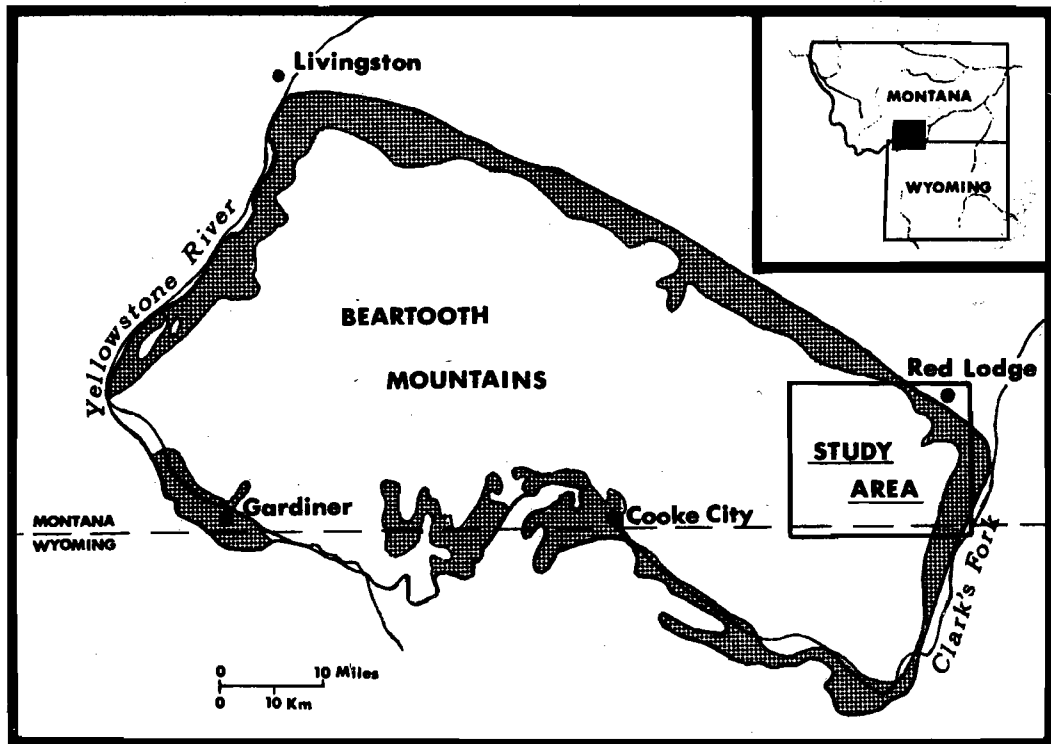 Livingston
MONTANA
WYOMING
Yellowstone River
BEARTOOTH
MOUNTAINS
Red Lodge
STUDY
AREA
Gardiner
Cooke City
MONTANA
WYOMING
Clark's Fork
0 10 Miles
0 10 Km